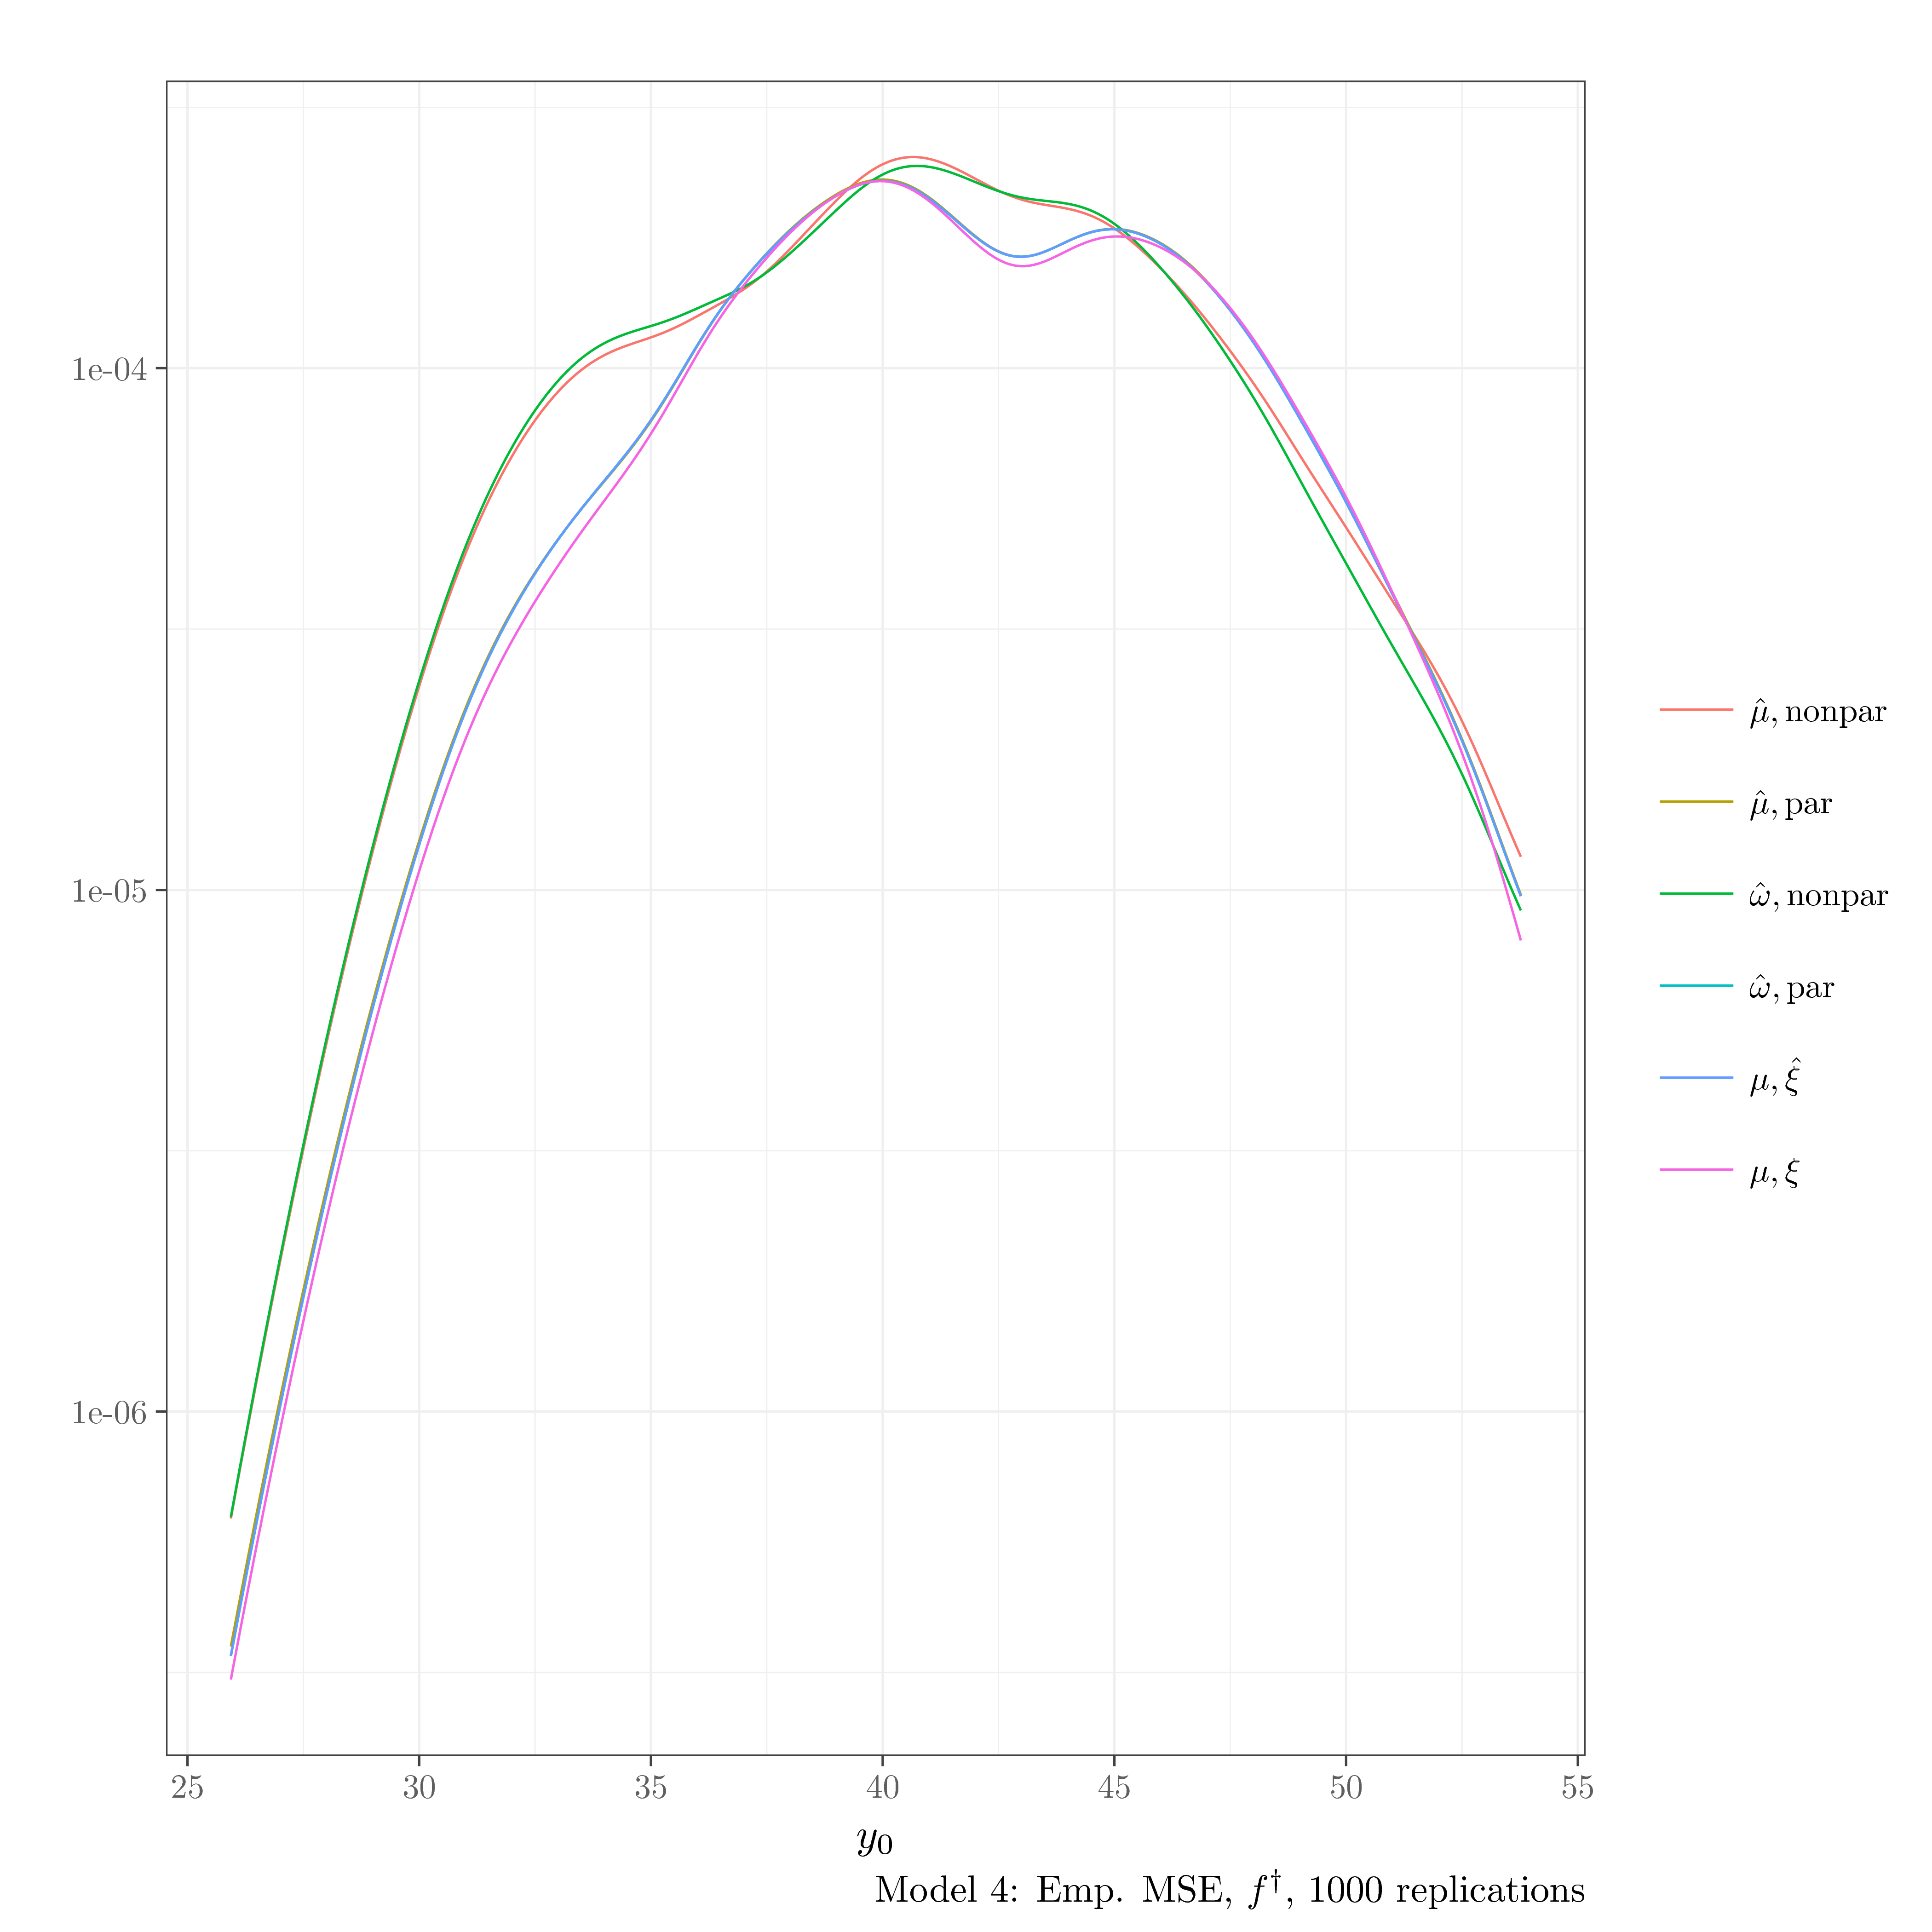 1e-04
1e-05
1e-06
25 30 35 40 45 50 55
y₀
μ̂, nonpar
μ̂, par
ω̂, nonpar
ω̂, par
μ, ξ̂
μ, ξ
Model 4: Emp. MSE, f†, 1000 replications